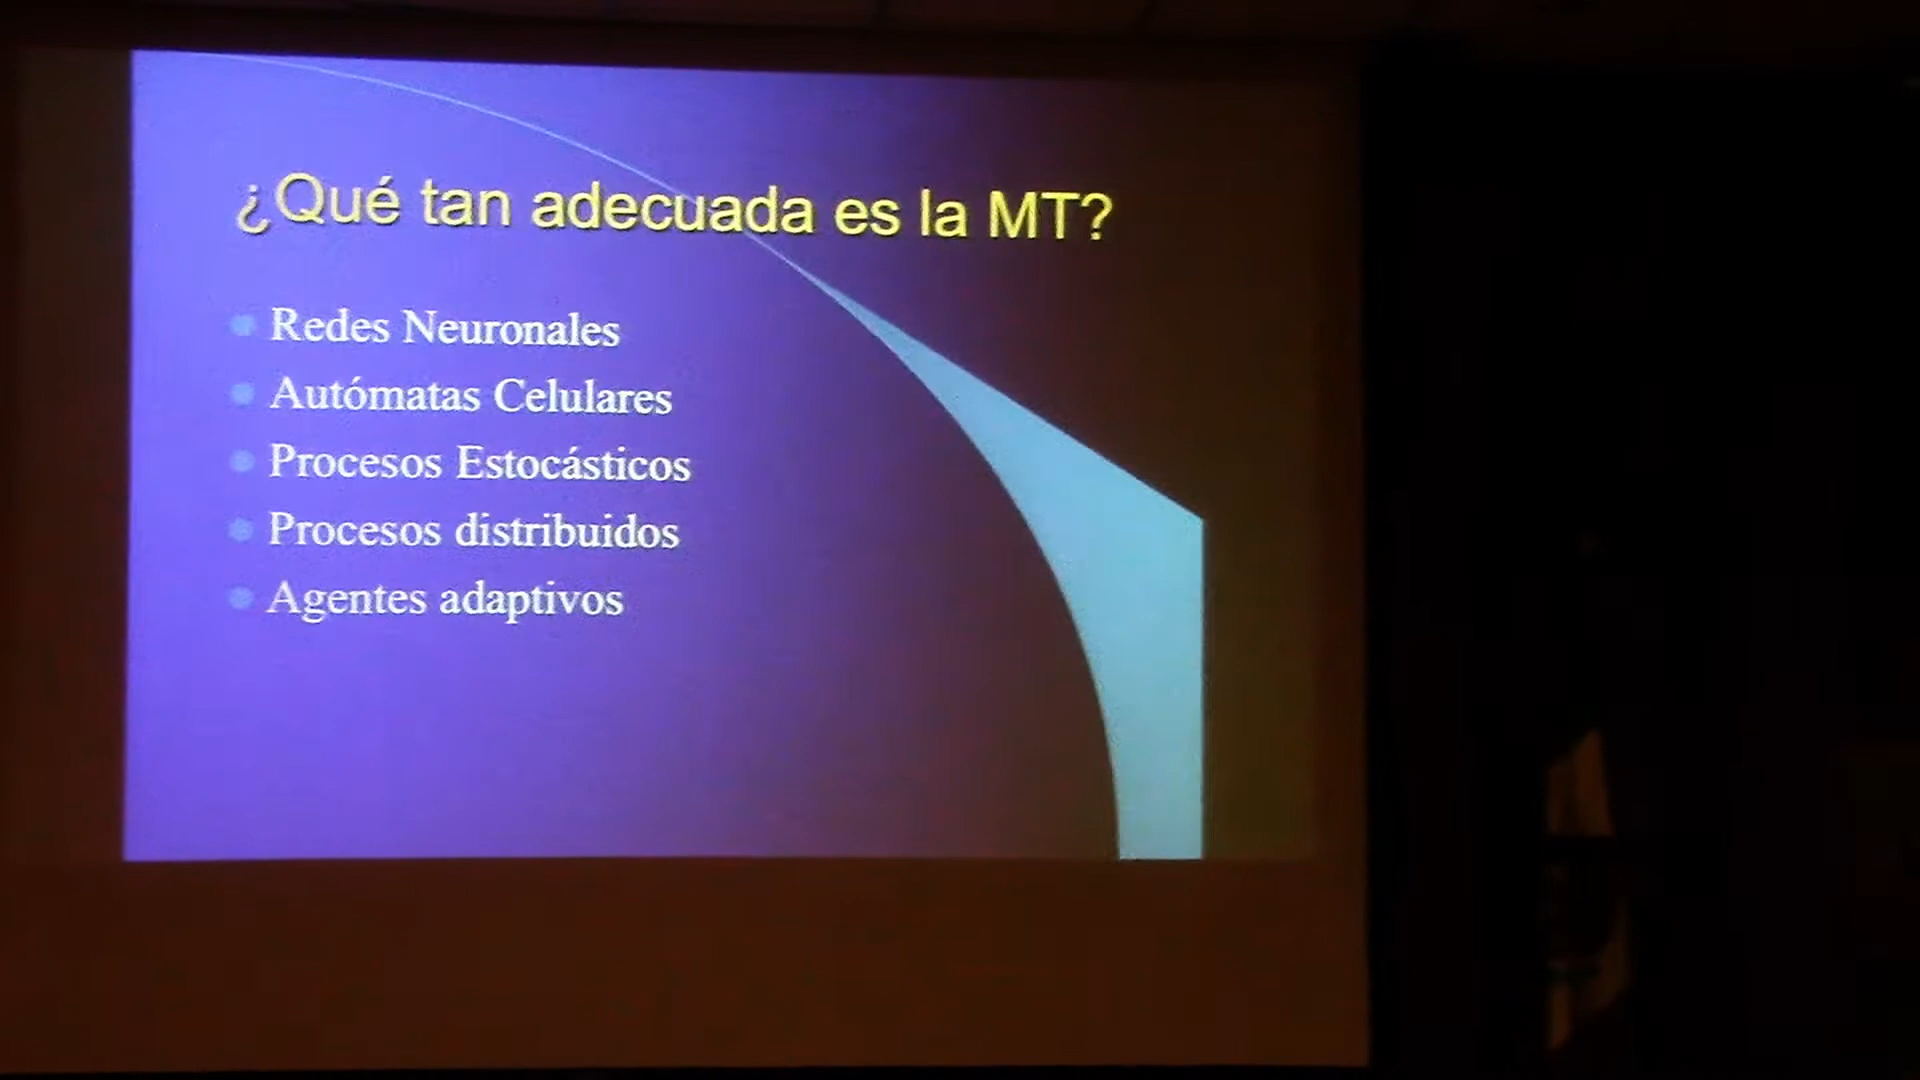 ¿Qué tan adecuada es la MT?
Redes Neuronales
Autómatas Celulares
Procesos Estocásticos
Procesos distribuidos
Agentes adaptivos